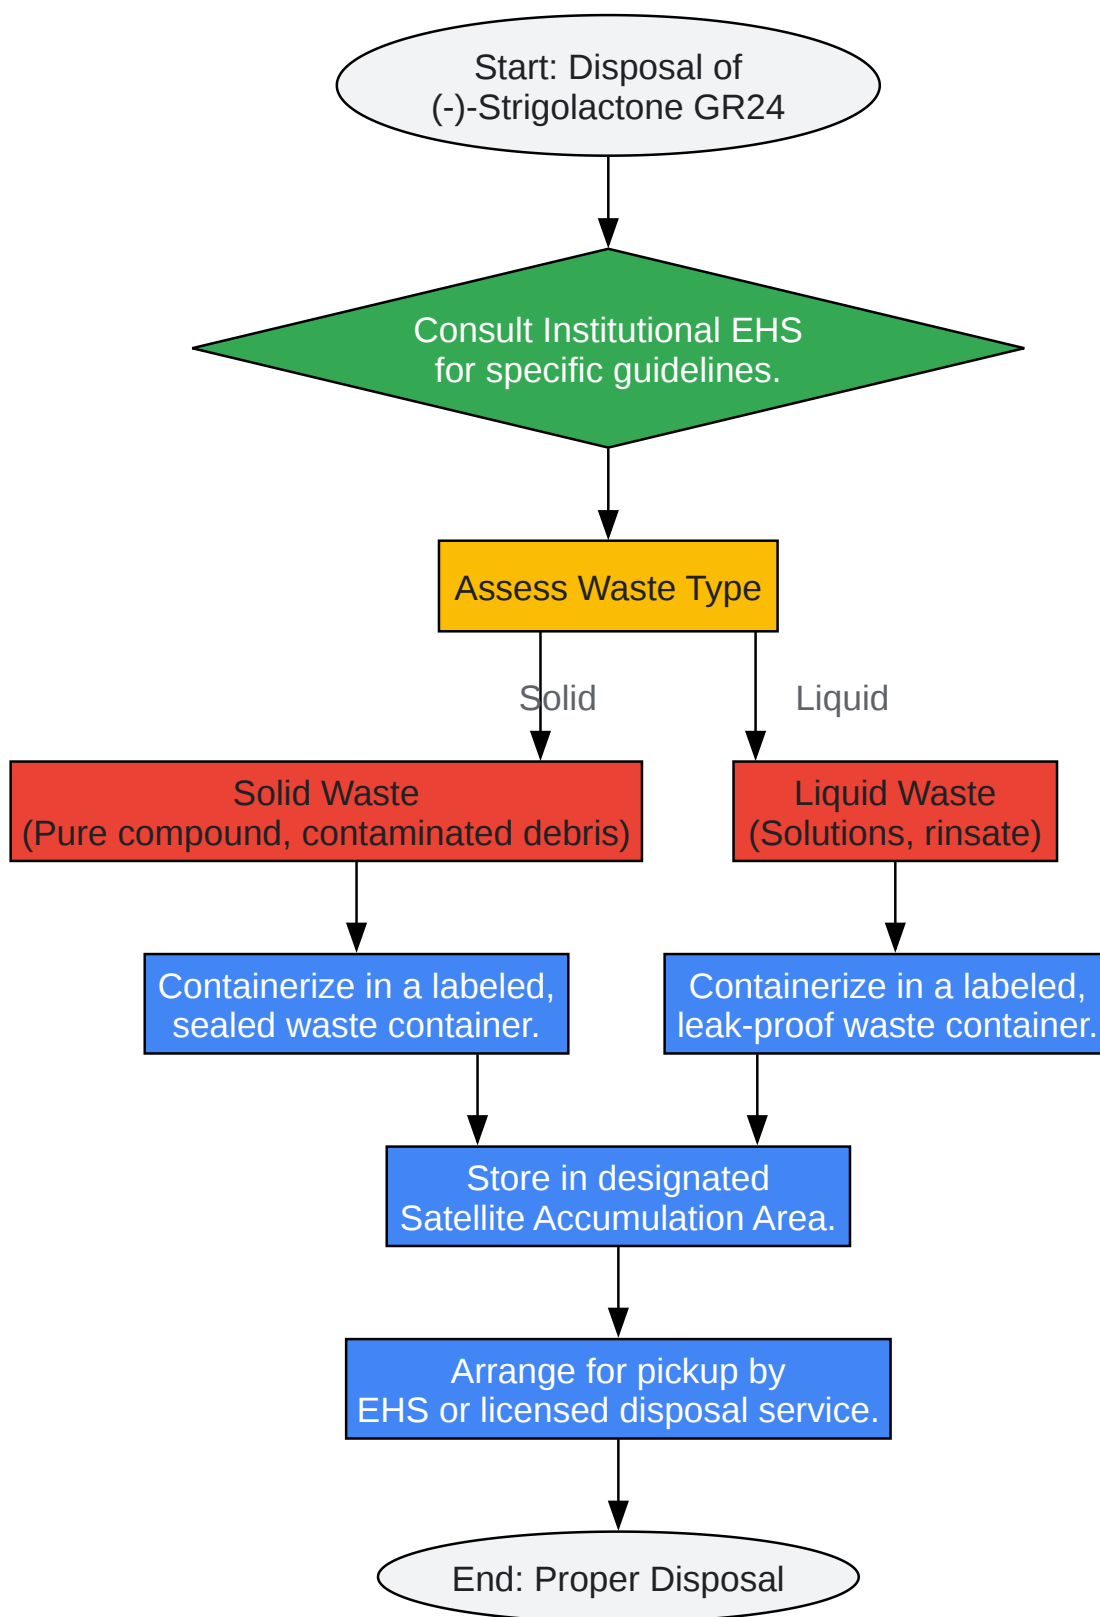 Start: Disposal of
(-)-Strigolactone GR24
Consult Institutional EHS
for specific guidelines.
Assess Waste Type
Solid
Liquid
Solid Waste
(Pure compound, contaminated debris)
Liquid Waste
(Solutions, rinsate)
Containerize in a labeled,
sealed waste container.
Containerize in a labeled,
leak-proof waste container.
Store in designated
Satellite Accumulation Area.
Arrange for pickup by
EHS or licensed disposal service.
End: Proper Disposal